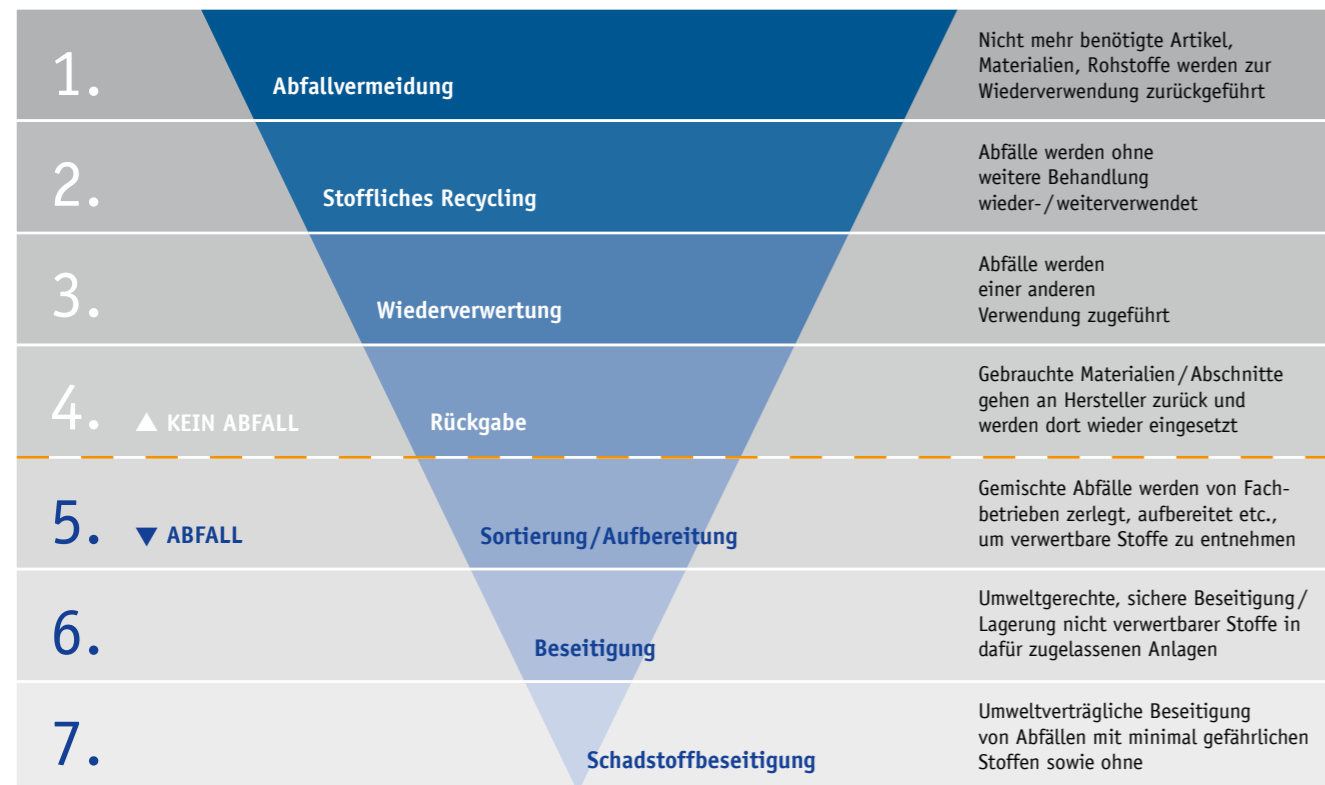 1.
Abfallvermeidung
Nicht mehr benötigte Artikel,
Materialien, Rohstoffe werden zur
Wiederverwendung zurückgeführt
2.
Stoffliches Recycling
Abfälle werden ohne
weitere Behandlung
wieder-/weiterverwendet
3.
Wiederverwertung
Abfälle werden
einer anderen
Verwendung zugeführt
4.
▲ KEIN ABFALL
Rückgabe
Gebrauchte Materialien/Abschnitte
gehen an Hersteller zurück und
werden dort wieder eingesetzt
5.
▼ ABFALL
Sortierung/Aufbereitung
Gemischte Abfälle werden von Fach-
betrieben zerlegt, aufbereitet etc.,
um verwertbare Stoffe zu entnehmen
6.
Beseitigung
Umweltgerechte, sichere Beseitigung/
Lagerung nicht verwertbarer Stoffe in
dafür zugelassenen Anlagen
7.
Schadstoffbeseitigung
Umweltverträgliche Beseitigung
von Abfällen mit minimal gefährlichen
Stoffen sowie ohne